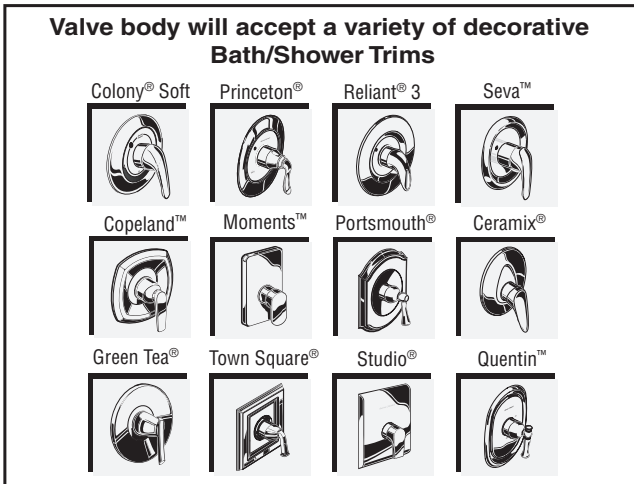 Valve body will accept a variety of decorative
Bath/Shower Trims
Colony® Soft Princeton® Reliant® 3 Seva™
Copeland™ Moments™ Portsmouth® Ceramix®
Green Tea® Town Square® Studio® Quentin™